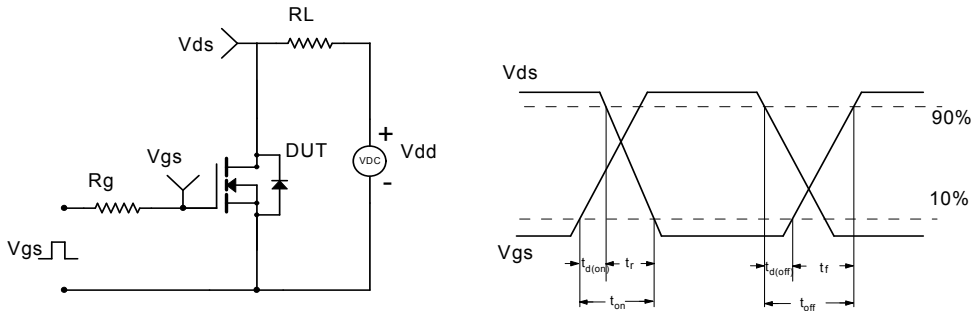 RL
Vds
Vgs
DUT
VDC
+
Vdd
-
Rg
Vgs
Vds
90%
10%
Vgs
td(on)
tr
ton
td(off)
tf
toff